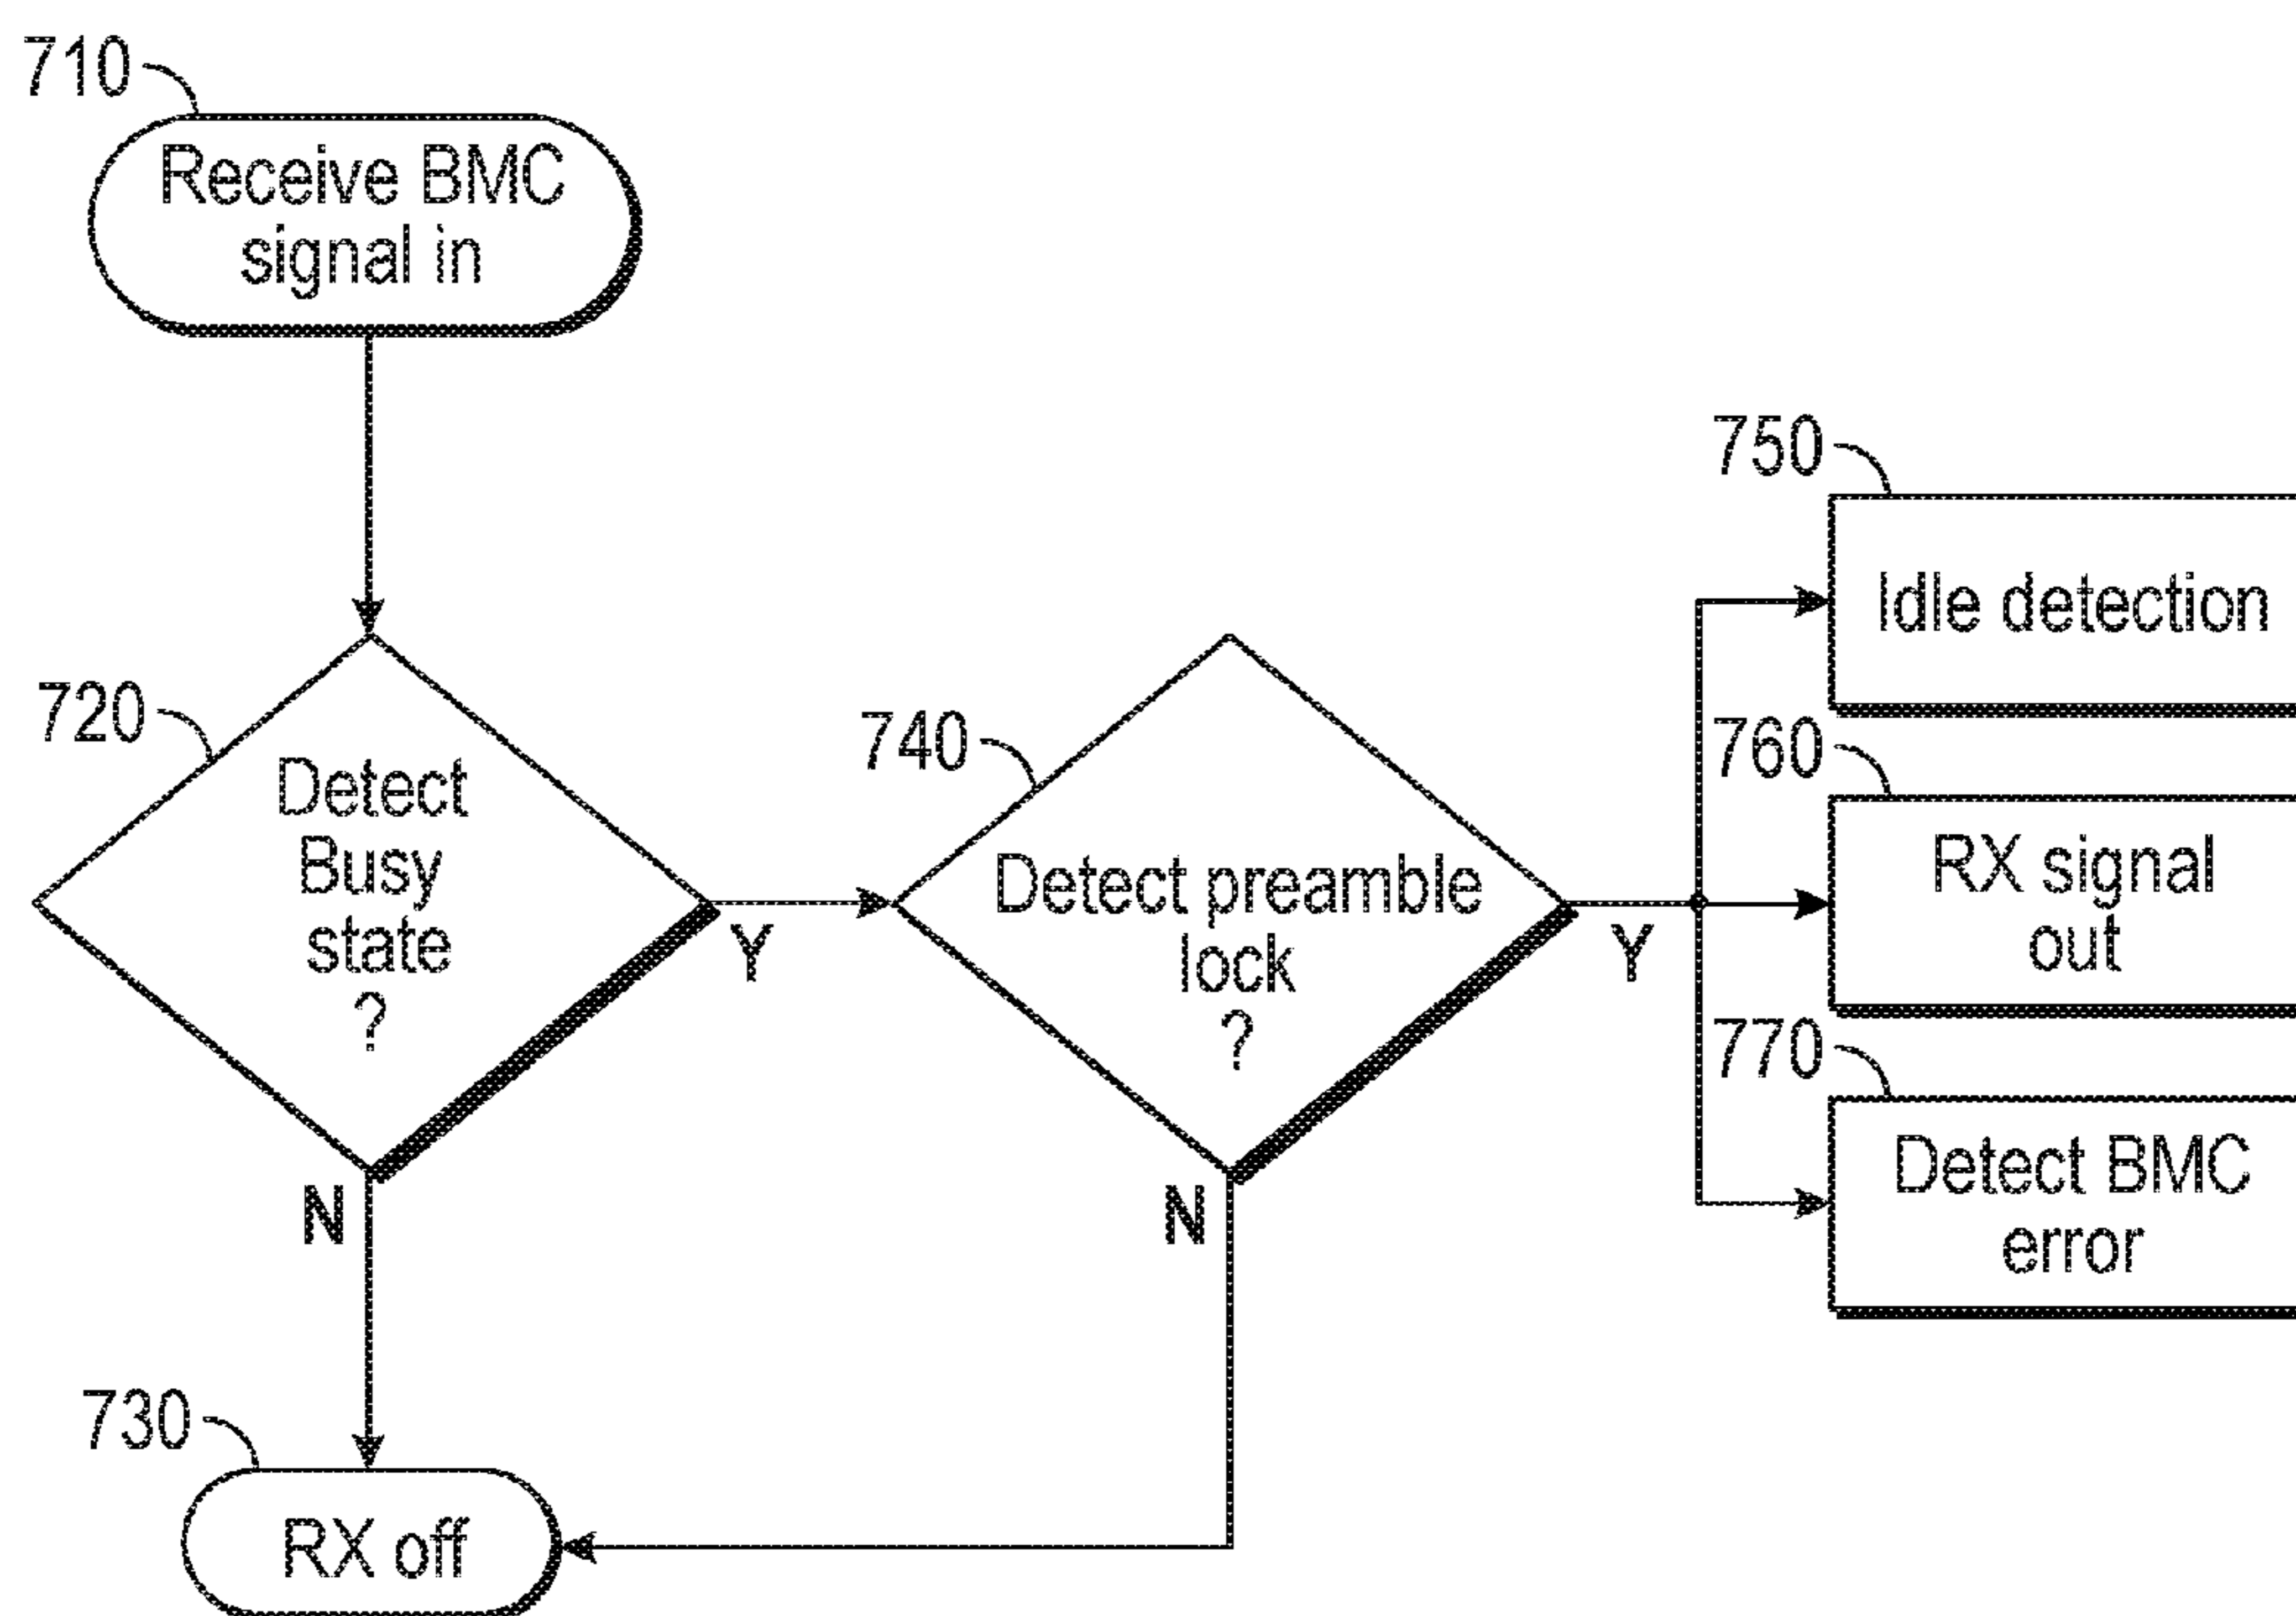 710
Receive BMC
signal in
720
Detect
Busy
state
?
Y
N
730
RX off
740
Detect preamble
lock
?
Y
N
750
Idle detection
760
RX signal
out
770
Detect BMC
error